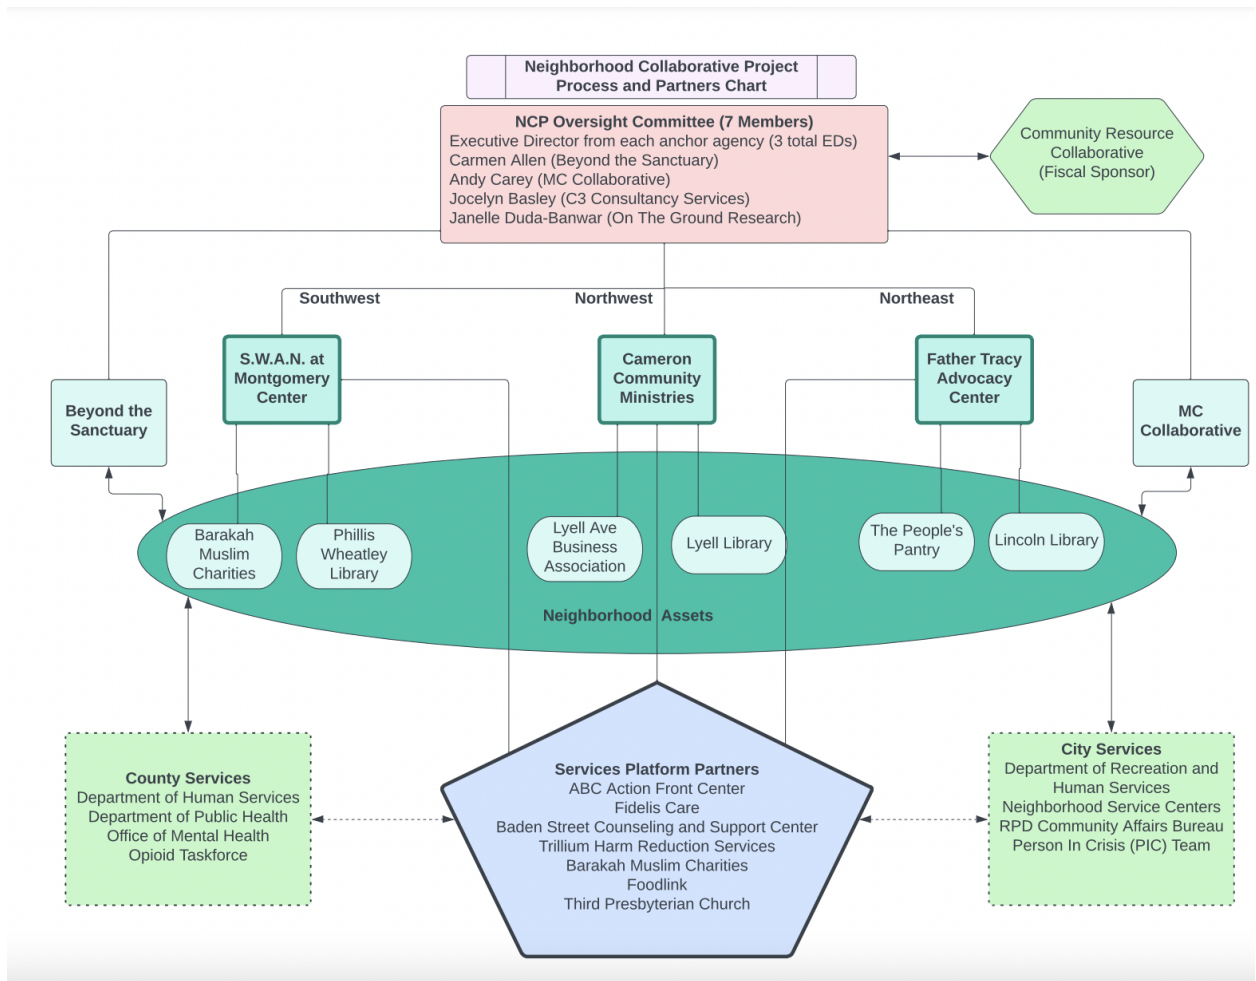 Neighborhood Collaborative Project
Process and Partners Chart
NCP Oversight Committee (7 Members)
Executive Director from each anchor agency (3 total EDs)
Carmen Allen (Beyond the Sanctuary)
Andy Carey (MC Collaborative)
Jocelyn Basley (C3 Consultancy Services)
Janelle Duda-Banwar (On The Ground Research)
Community Resource
Collaborative
(Fiscal Sponsor)
Southwest
Northwest
Northeast
S.W.A.N. at
Montgomery
Center
Cameron
Community
Ministries
Father Tracy
Advocacy
Center
Beyond the
Sanctuary
MC
Collaborative
Barakah
Muslim
Charities
Phillis
Wheatley
Library
Lyell Ave
Business
Association
Lyell Library
The People's
Pantry
Lincoln Library
Neighborhood Assets
County Services
Department of Human Services
Department of Public Health
Office of Mental Health
Opioid Taskforce
Services Platform Partners
ABC Action Front Center
Fidelis Care
Baden Street Counseling and Support Center
Trillium Harm Reduction Services
Barakah Muslim Charities
Foodlink
Third Presbyterian Church
City Services
Department of Recreation and
Human Services
Neighborhood Service Centers
RPD Community Affairs Bureau
Person In Crisis (PIC) Team